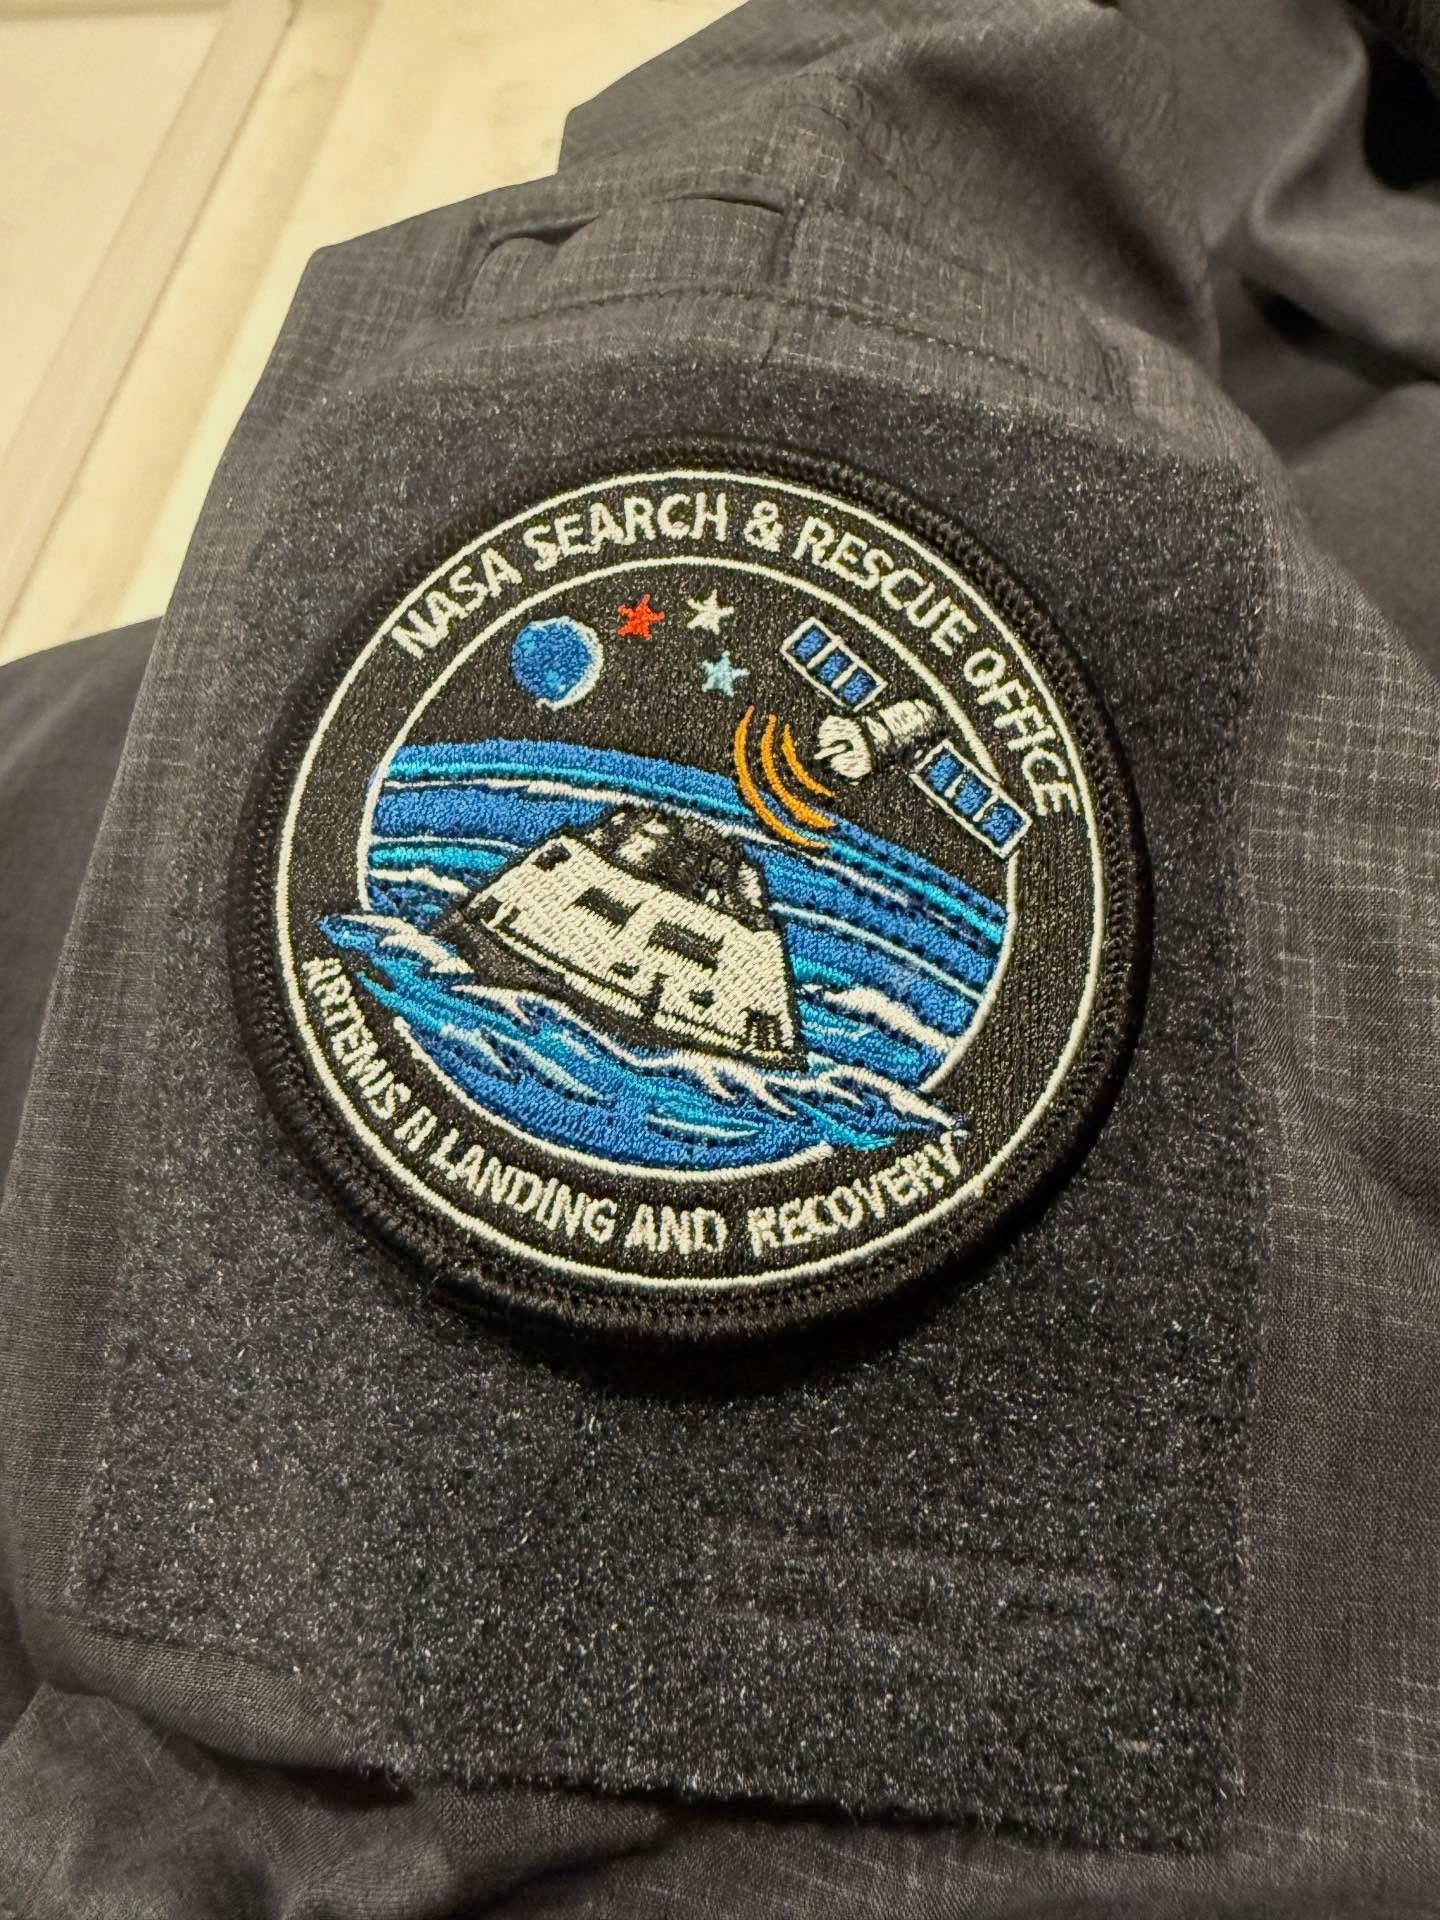 NASA SEARCH & RESCUE OFFICE
ARTEMIS II LANDING AND RECOVERY